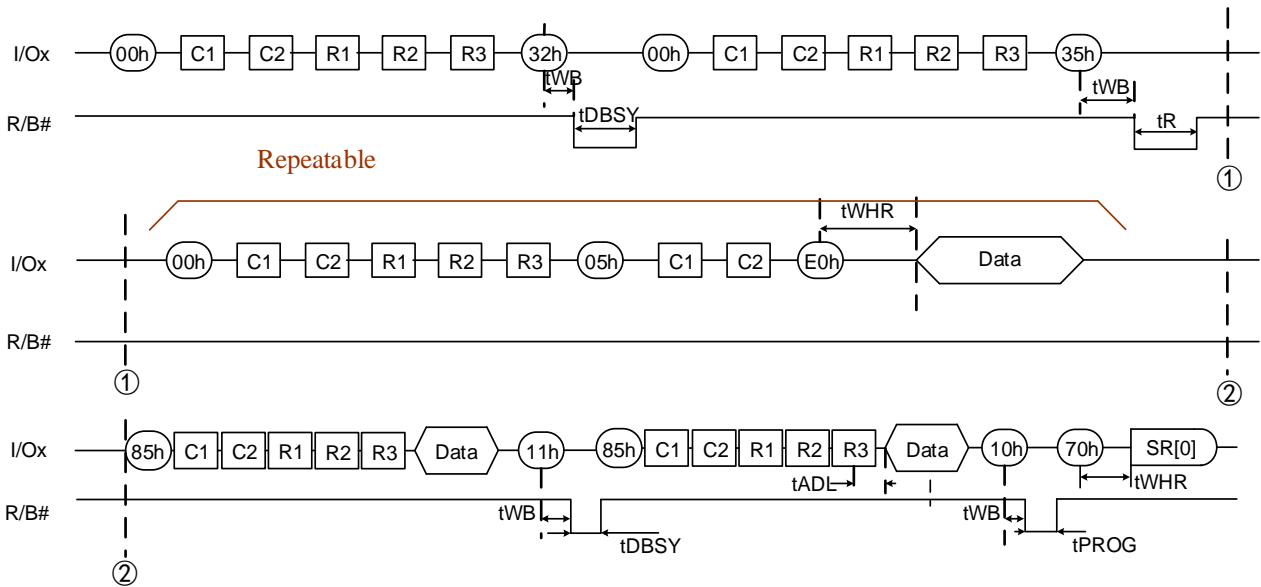 I/Ox 00h C1 C2 R1 R2 R3 32h 00h C1 C2 R1 R2 R3 35h
tWB tWB
R/B# tDBSY tR
Repeatable
①
tWHR
I/Ox 00h C1 C2 R1 R2 R3 05h C1 C2 E0h Data
R/B#
① ②
I/Ox 85h C1 C2 R1 R2 R3 Data 11h 85h C1 C2 R1 R2 R3 Data 10h 70h SR[0]
tADL tWHR
R/B# tWB tWB
tDBSY tPROG
②